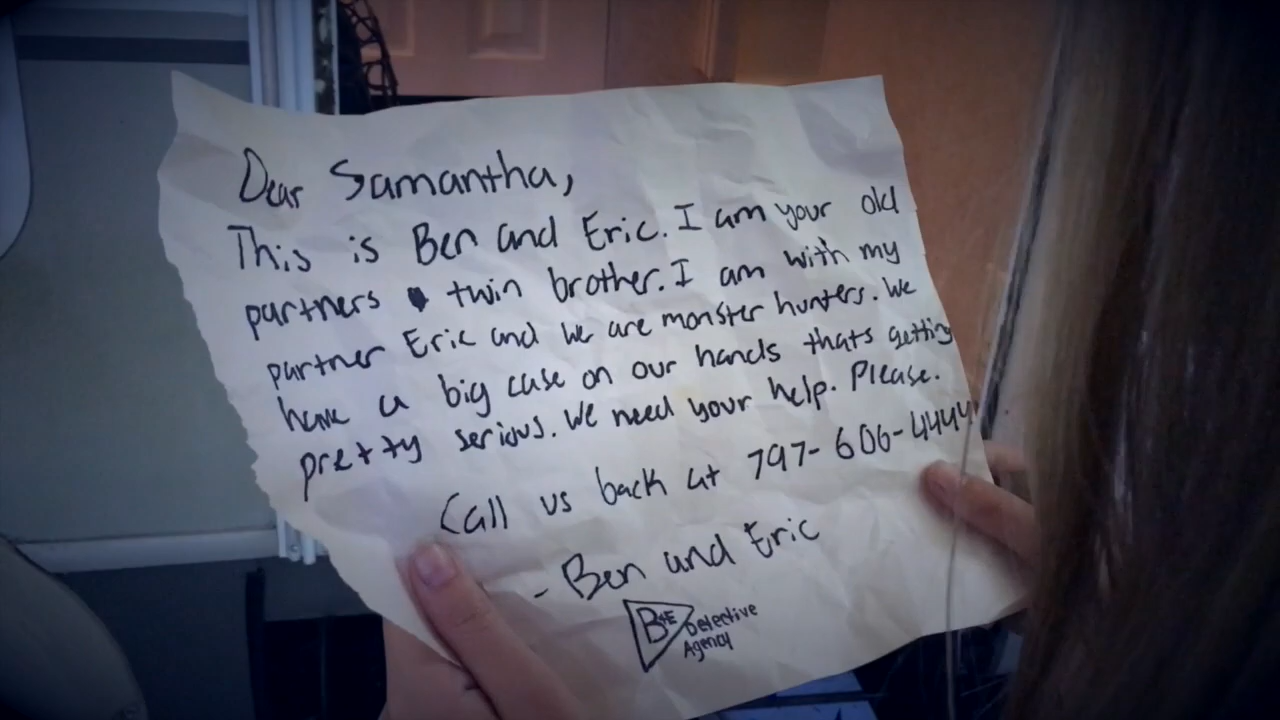 Dear Samantha,
This is Ben and Eric. I am your old
partners twin brother. I am with my
partner Eric and we are monster hunters. We
have a big case on our hands thats getting
pretty serious. We need your help. Please.
Call us back at 797-606-4444
- Ben and Eric
B&E Detective
Agency